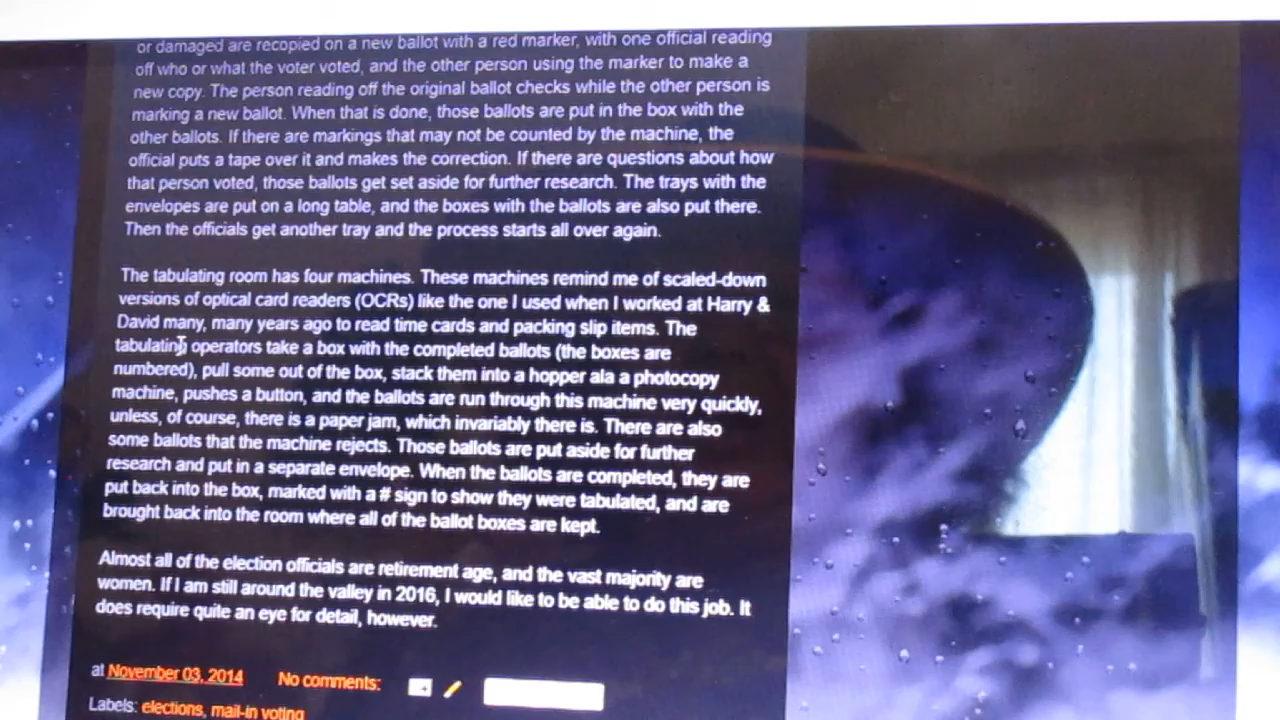 or damaged are recopied on a new ballot with a red marker, with one official reading
off who or what the voter voted, and the other person using the marker to make a
new copy. The person reading off the original ballot checks while the other person is
marking a new ballot. When that is done, those ballots are put in the box with the
other ballots. If there are markings that may not be counted by the machine, the
official puts a tape over it and makes the correction. If there are questions about how
that person voted, those ballots get set aside for further research. The trays with the
envelopes are put on a long table, and the boxes with the ballots are also put there.
Then the officials get another tray and the process starts all over again.
The tabulating room has four machines. These machines remind me of scaled-down
versions of optical card readers (OCRs) like the one I used when I worked at Harry &
David many, many years ago to read time cards and packing slip items. The
tabulating operators take a box with the completed ballots (the boxes are
numbered), pull some out of the box, stack them into a hopper ala a photocopy
machine, pushes a button, and the ballots are run through this machine very quickly,
unless, of course, there is a paper jam, which invariably there is. There are also
some ballots that the machine rejects. Those ballots are put aside for further
research and put in a separate envelope. When the ballots are completed, they are
put back into the box, marked with a # sign to show they were tabulated, and are
brought back into the room where all of the ballot boxes are kept.
Almost all of the election officials are retirement age, and the vast majority are
women. If I am still around the valley in 2016, I would like to be able to do this job. It
does require quite an eye for detail, however.
at November 03, 2014 No comments:
Labels: elections, mail-in voting